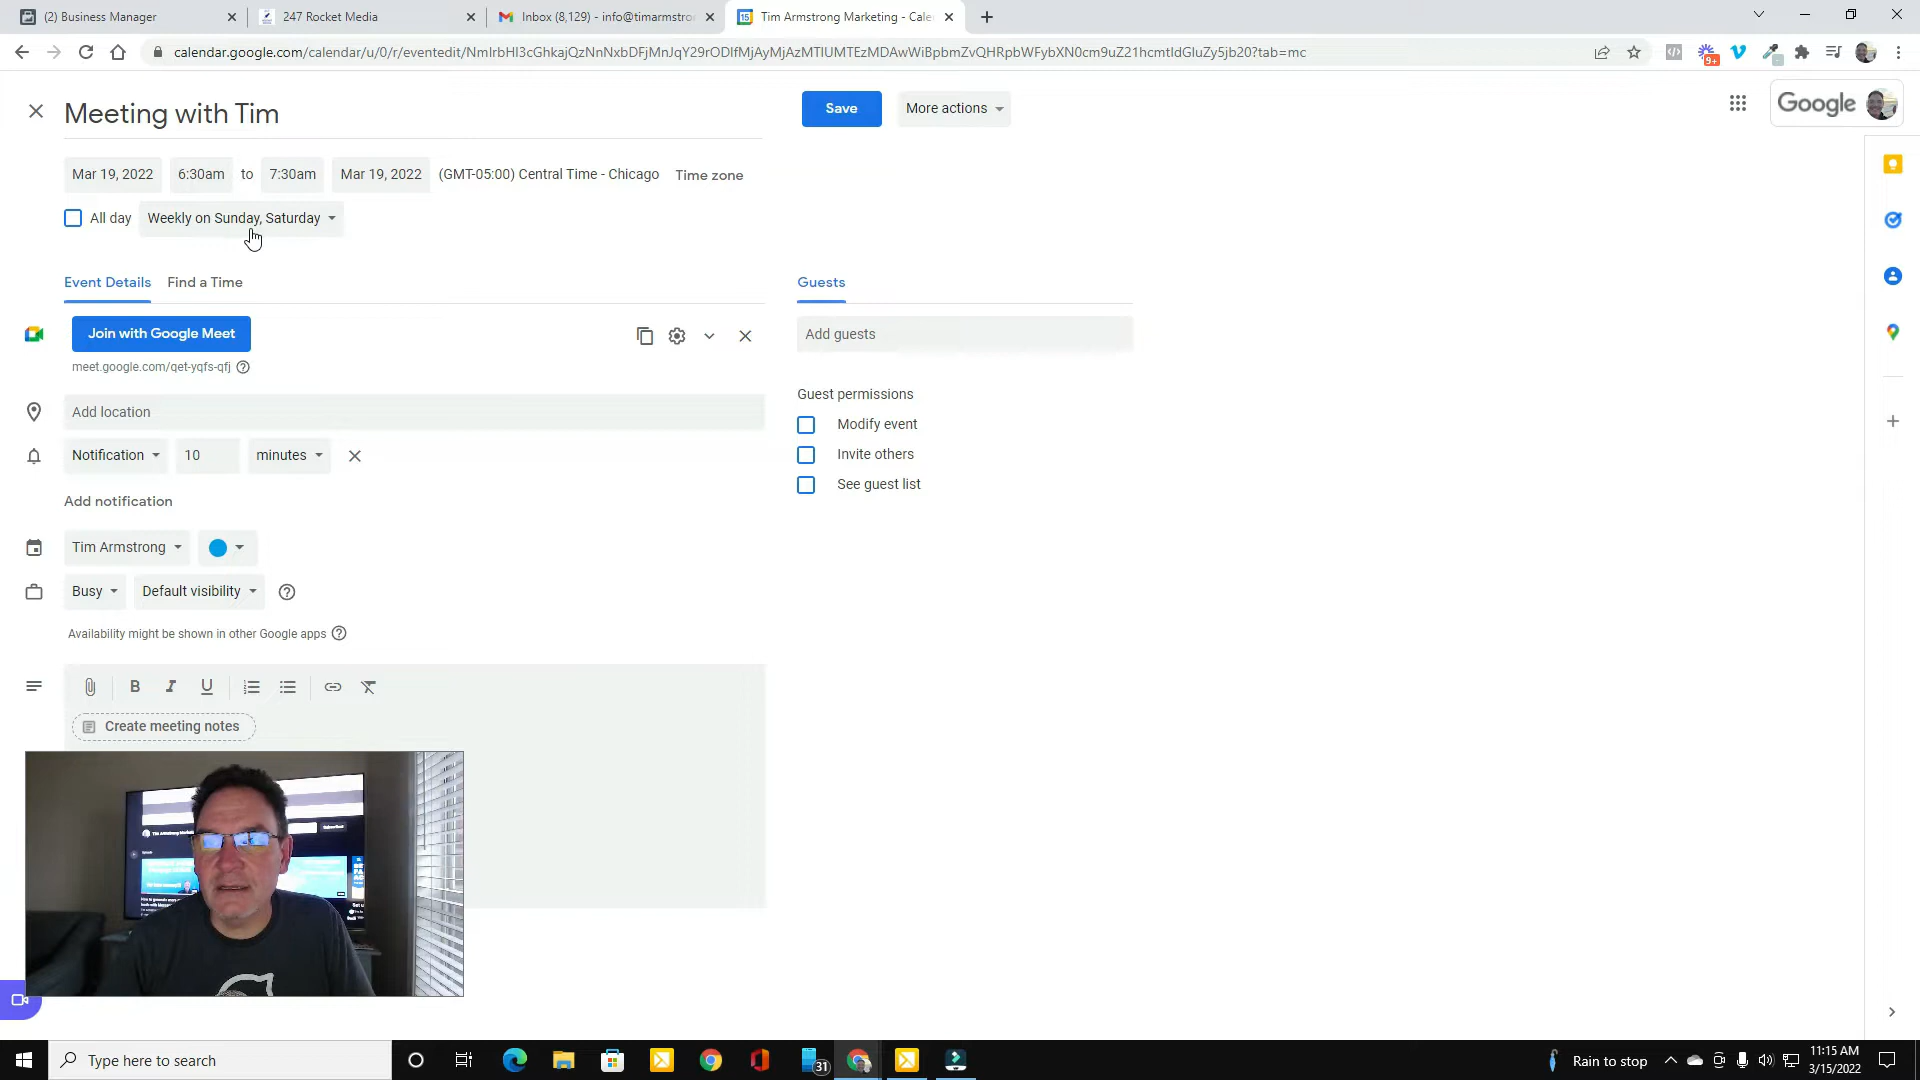 (2) Business Manager
247 Rocket Media
Inbox (8,129) - info@timarmstro
Tim Armstrong Marketing - Cale
15
calendar.google.com/calendar/u/0/r/eventedit/NmIrbHI3cGhkajQzNnNxbDFjMnJqY29rODIfMjAyMjAzMTlUMTEzMDAwWiBpbmZvQHRpbWFybXN0cm9uZ21hcmtldGluZy5jb20?tab=mc
9+
Meeting with Tim
Save
More actions
Google
Mar 19, 2022
6:30am
to
7:30am
Mar 19, 2022
(GMT-05:00) Central Time - Chicago
Time zone
All day
Weekly on Sunday, Saturday
Event Details
Find a Time
Guests
Join with Google Meet
Add guests
meet.google.com/qet-yqfs-qfj
Guest permissions
Add location
Modify event
Notification
10
minutes
Invite others
See guest list
Add notification
Tim Armstrong
Busy
Default visibility
Availability might be shown in other Google apps
B
I
U
Create meeting notes
Type here to search
31
Rain to stop
11:15 AM
3/15/2022